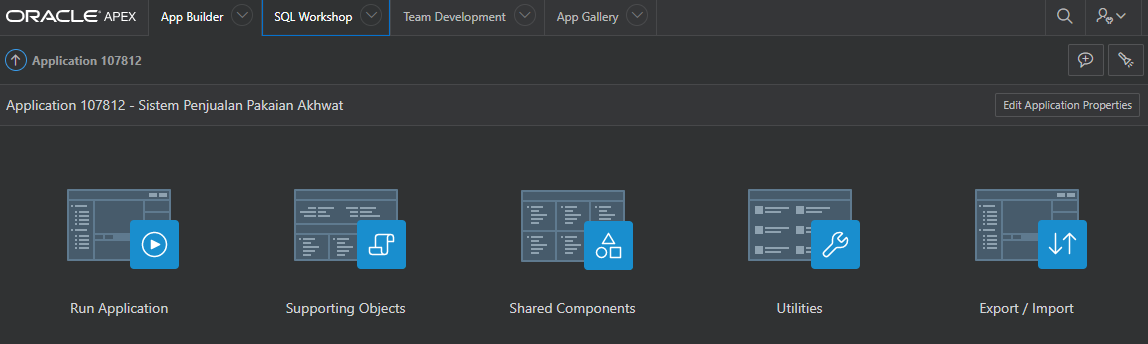 ORACLE APEX App Builder SQL Workshop Team Development App Gallery
Application 107812
Application 107812 - Sistem Penjualan Pakaian Akhwat Edit Application Properties
Run Application Supporting Objects Shared Components Utilities Export / Import